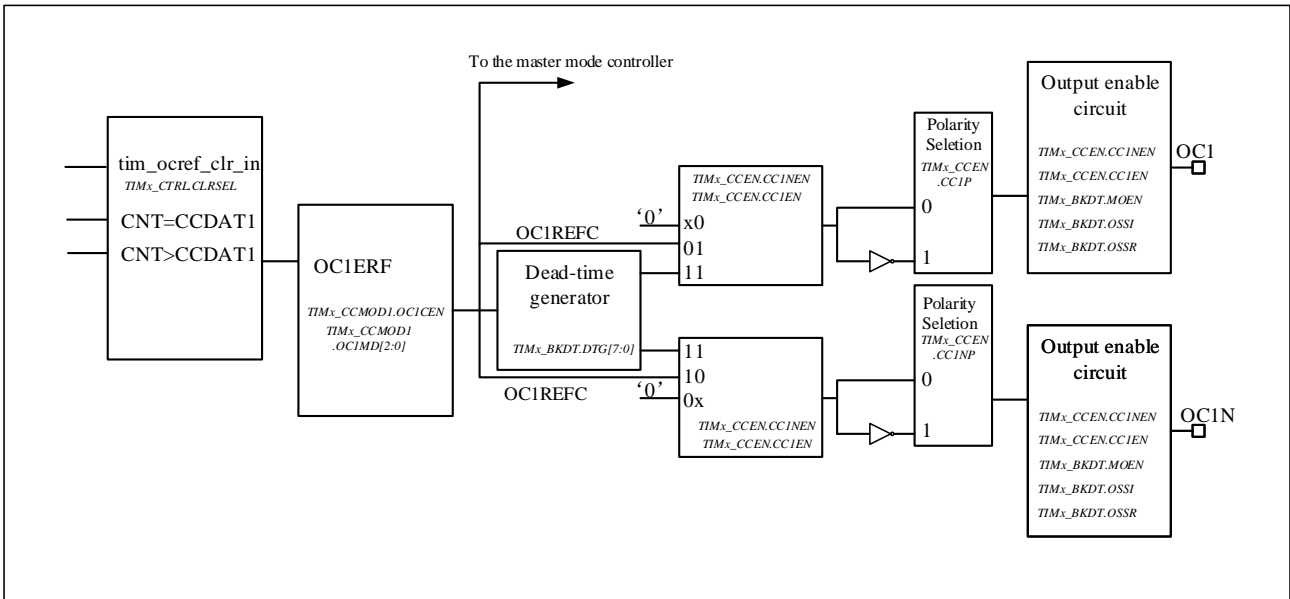 To the master mode controller
tim_ocref_clr_in
TIMx_CTRL.CLRSEL
CNT=CCDAT1
CNT>CCDAT1
OC1ERF
TIMx_CCMOD1.OC1CEN
TIMx_CCMOD1
.OC1MD[2:0]
OC1REFC
Dead-time
generator
TIMx_BKDT.DTG[7:0]
OC1REFC
TIMx_CCEN.CC1NEN
TIMx_CCEN.CC1EN
‘0’
x0
01
11
11
10
‘0’
0x
TIMx_CCEN.CC1NEN
TIMx_CCEN.CC1EN
Polarity
Seletion
TIMx_CCEN
.CC1P
0
1
Polarity
Seletion
TIMx_CCEN
.CC1NP
0
1
Output enable
circuit
TIMx_CCEN.CC1NEN
TIMx_CCEN.CC1EN
TIMx_BKDT.MOEN
TIMx_BKDT.OSSI
TIMx_BKDT.OSSR
OC1
Output enable
circuit
TIMx_CCEN.CC1NEN
TIMx_CCEN.CC1EN
TIMx_BKDT.MOEN
TIMx_BKDT.OSSI
TIMx_BKDT.OSSR
OC1N